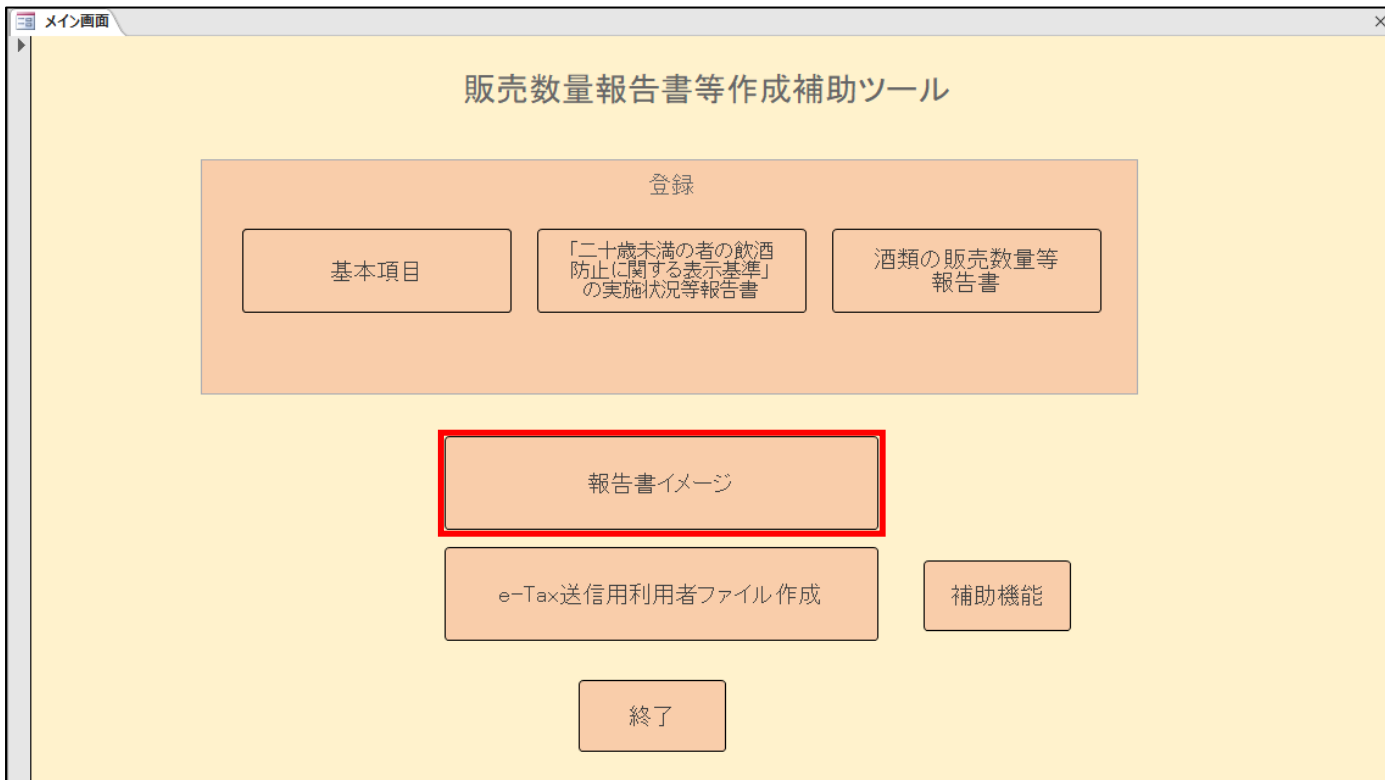 メイン画面
販売数量報告書等作成補助ツール
登録
基本項目
「二十歳未満の者の飲酒
防止に関する表示基準」
の実施状況等報告書
酒類の販売数量等
報告書
報告書イメージ
e-Tax送信用利用者ファイル作成
補助機能
終了